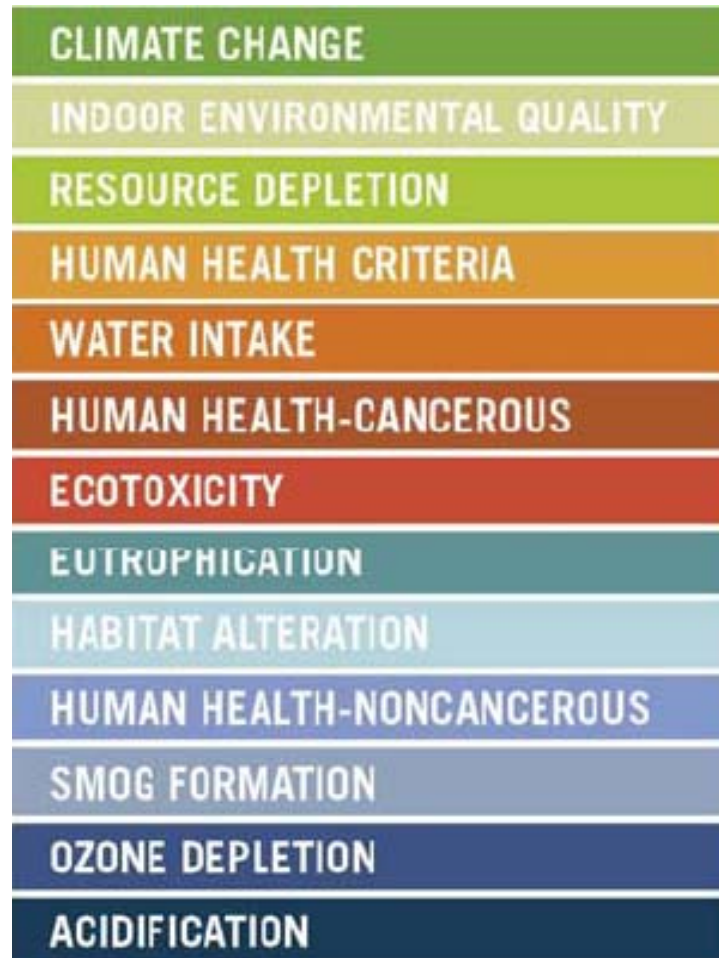 CLIMATE CHANGE
INDOOR ENVIRONMENTAL QUALITY
RESOURCE DEPLETION
HUMAN HEALTH CRITERIA
WATER INTAKE
HUMAN HEALTH-CANCEROUS
ECOTOXICITY
EUTROPHICATION
HABITAT ALTERATION
HUMAN HEALTH-NONCANCEROUS
SMOG FORMATION
OZONE DEPLETION
ACIDIFICATION